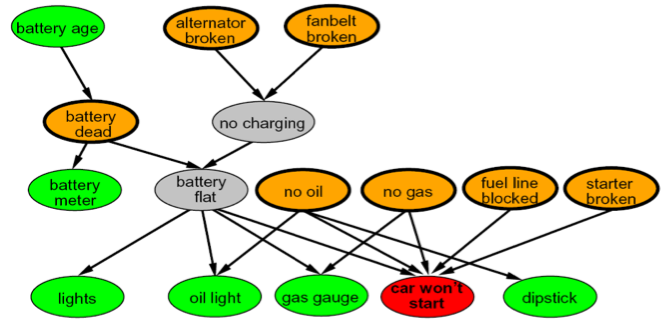 battery age
alternator
broken
fanbelt
broken
battery
dead
no charging
battery
meter
battery
flat
no oil
no gas
fuel line
blocked
starter
broken
lights
oil light
gas gauge
car won't
start
dipstick